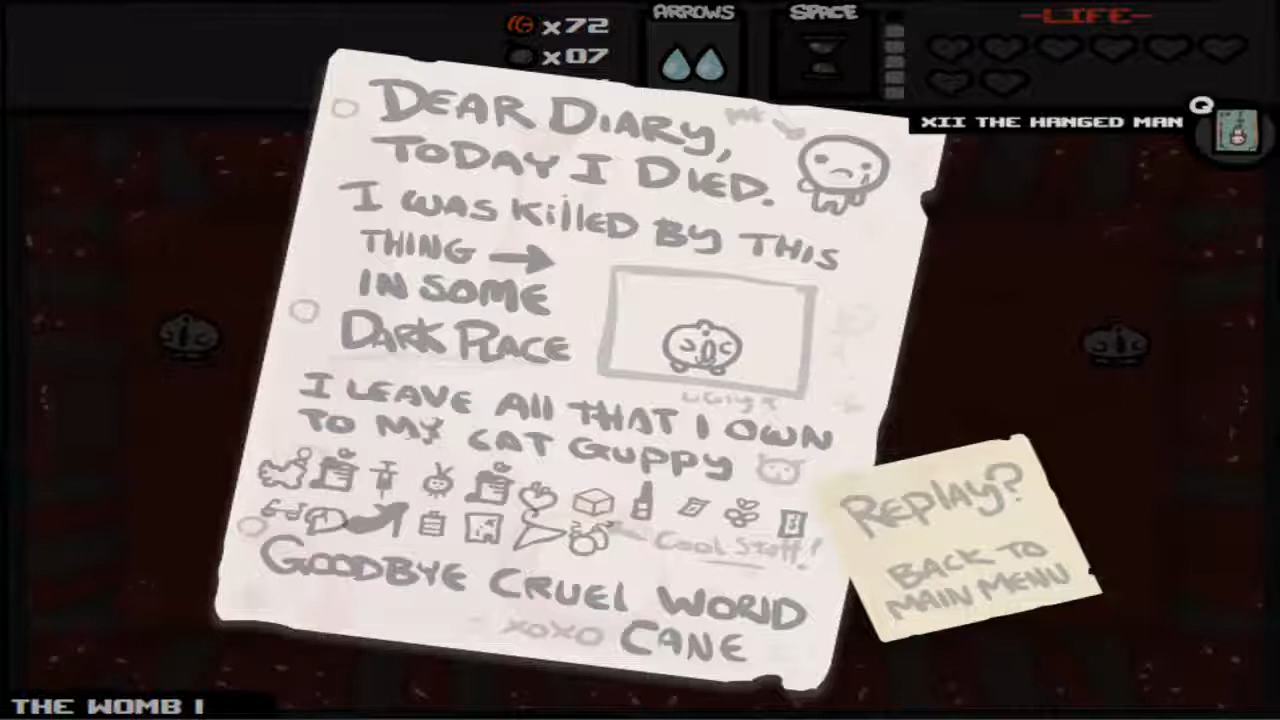 x72
x07
ARROWS
SPACE
-LIFE-
Q
XII THE HANGED MAN
DEAR DIARY,
TODAY I DIED.
I WAS KILLED BY THIS
THING
IN SOME
DARK PLACE
I LEAVE ALL THAT I OWN
TO MY CAT GUPPY
COOL STUFF!
GOODBYE CRUEL WORLD
XOXO CANE
REPLAY?
BACK TO
MAIN MENU
THE WOMB I